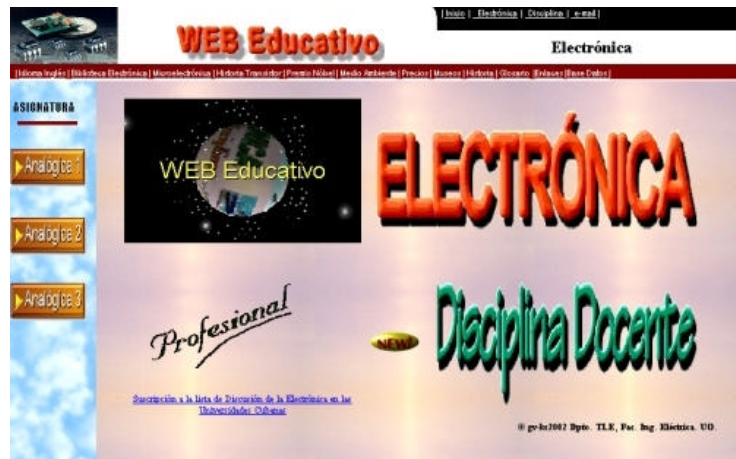 |Inicio | Electrónica | Disciplina | e-mail |
WEB Educativo
Electrónica
|Idioma Inglés| Biblioteca Electrónica | Microelectrónica | Historia Transistor | Premio Nóbel | Medio Ambiente | Precios | Museos | Historia | Glosario |Enlaces |Base Datos |
ASIGNATURA
WEB Educativo
ELECTRÓNICA
Analógica 1
Analógica 2
Analógica 3
Profesional
NEW!
Disciplina Docente
Suscripción a la lista de Discusión de la Electrónica en las
Universidades Cubanas
® gv-kr2002 Dpto. TLE, Fac. Ing. Eléctrica. UO.